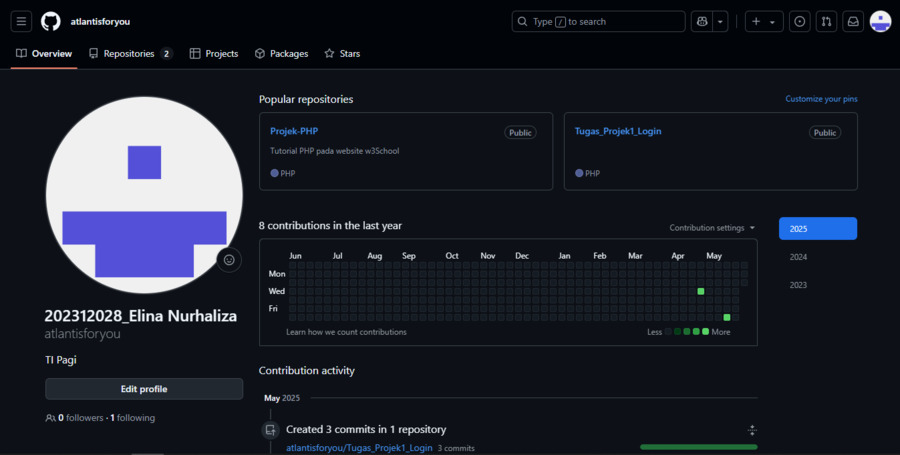 atlantisforyou
Type / to search
Overview Repositories 2 Projects Packages Stars
Popular repositories Customize your pins
Projek-PHP Public
Tutorial PHP pada website w3School
PHP
Tugas_Projek1_Login Public
PHP
8 contributions in the last year Contribution settings
2025
2024
2023
Jun Jul Aug Sep Oct Nov Dec Jan Feb Mar Apr May
Mon
Wed
Fri
Learn how we count contributions Less More
202312028_Elina Nurhaliza
atlantisforyou
TI Pagi
Edit profile
0 followers · 1 following
Contribution activity
May 2025
Created 3 commits in 1 repository
atlantisforyou/Tugas_Projek1_Login 3 commits